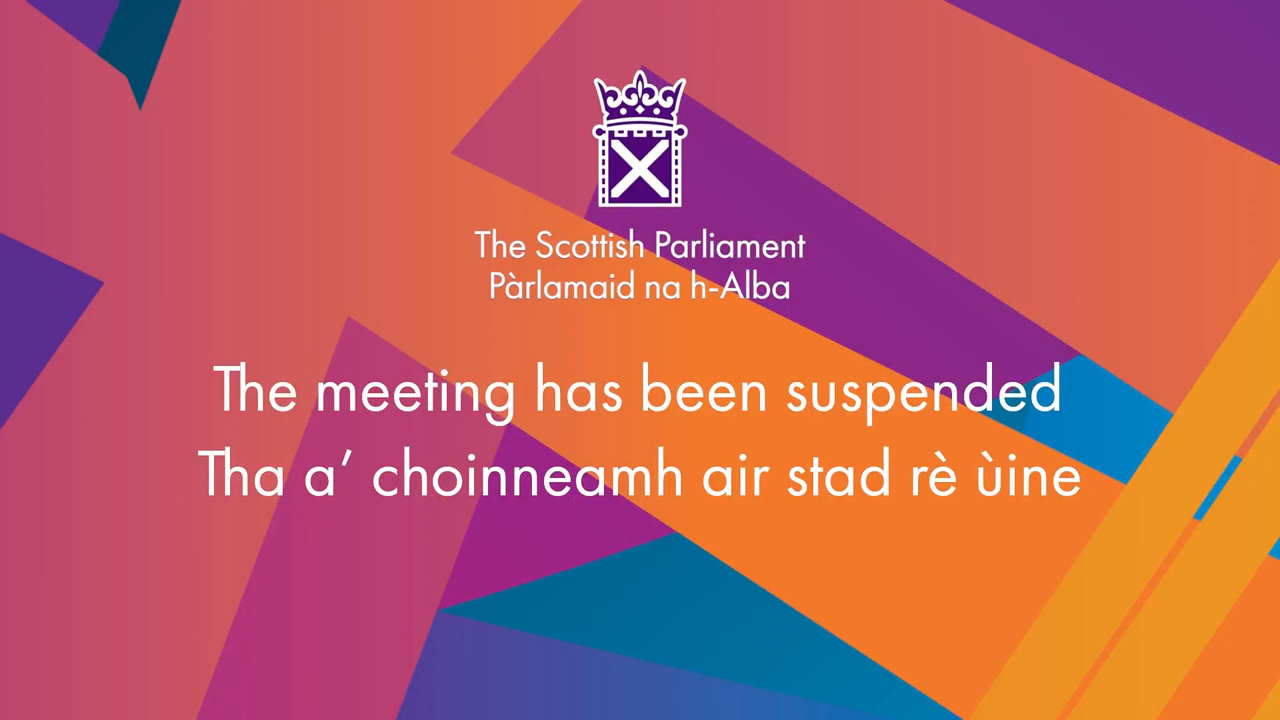 The Scottish Parliament
Pàrlamaid na h-Alba
The meeting has been suspended
Tha a’ choinneamh air stad rè ùine